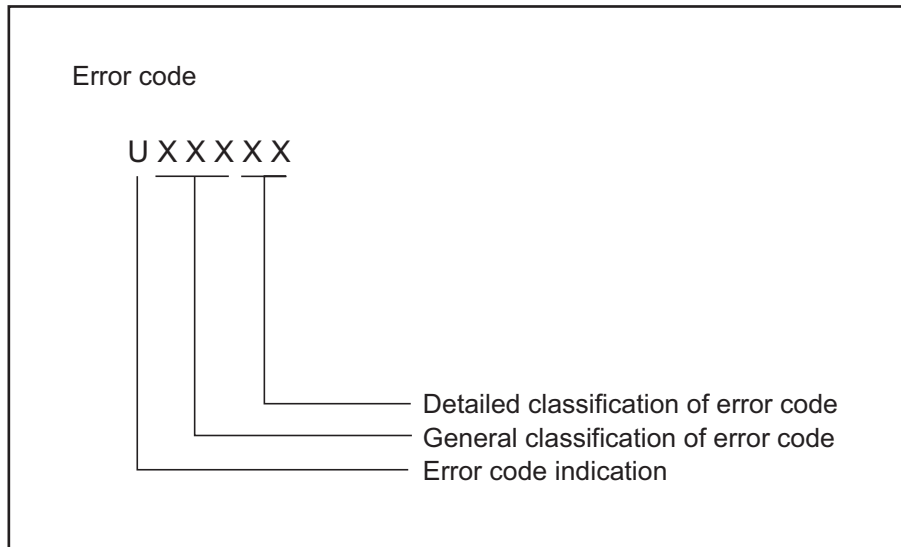 Error code
U X X X X X
Detailed classification of error code
General classification of error code
Error code indication